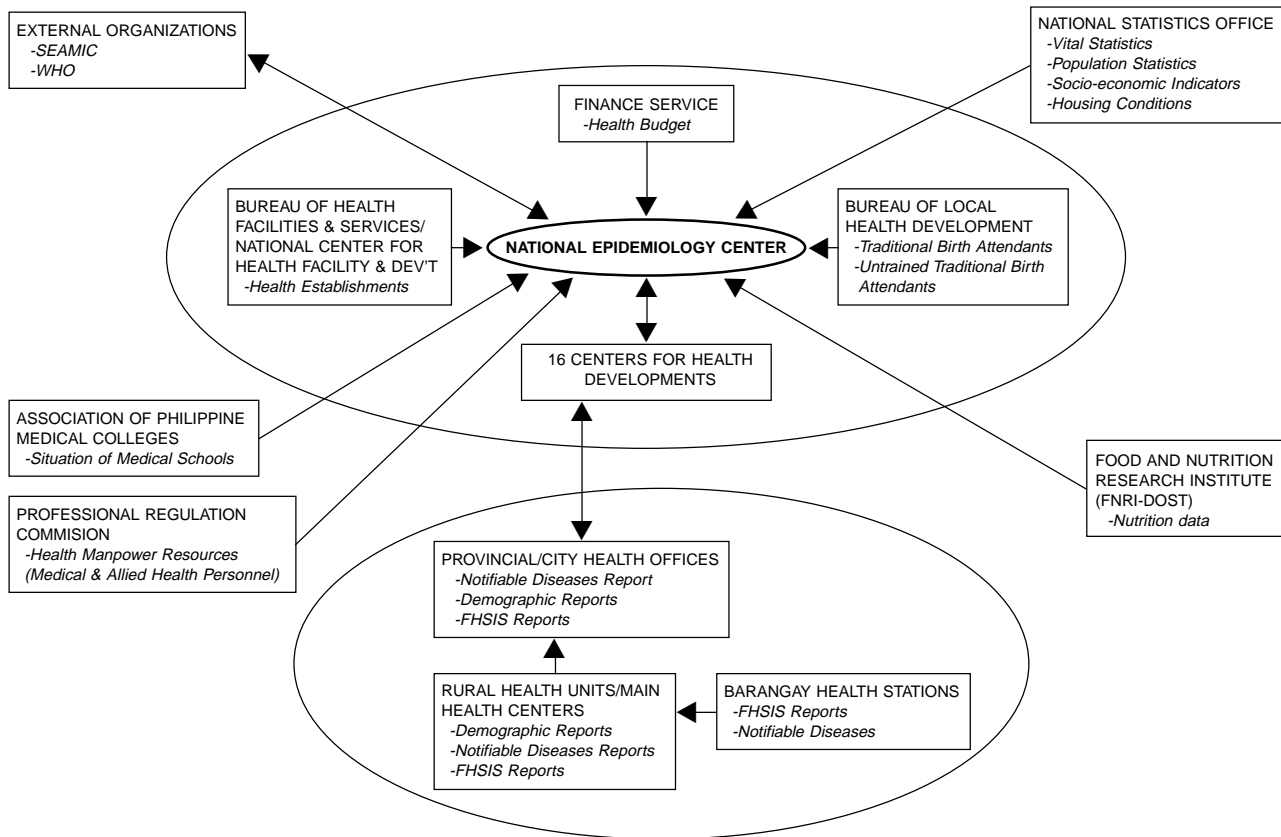 EXTERNAL ORGANIZATIONS
-SEAMIC
-WHO
NATIONAL STATISTICS OFFICE
-Vital Statistics
-Population Statistics
-Socio-economic Indicators
-Housing Conditions
FINANCE SERVICE
-Health Budget
BUREAU OF HEALTH
FACILITIES & SERVICES/
NATIONAL CENTER FOR
HEALTH FACILITY & DEV'T
-Health Establishments
NATIONAL EPIDEMIOLOGY CENTER
BUREAU OF LOCAL
HEALTH DEVELOPMENT
-Traditional Birth Attendants
-Untrained Traditional Birth
Attendants
16 CENTERS FOR HEALTH
DEVELOPMENTS
ASSOCIATION OF PHILIPPINE
MEDICAL COLLEGES
-Situation of Medical Schools
PROFESSIONAL REGULATION
COMMISION
-Health Manpower Resources
(Medical & Allied Health Personnel)
FOOD AND NUTRITION
RESEARCH INSTITUTE
(FNRI-DOST)
-Nutrition data
PROVINCIAL/CITY HEALTH OFFICES
-Notifiable Diseases Report
-Demographic Reports
-FHSIS Reports
RURAL HEALTH UNITS/MAIN
HEALTH CENTERS
-Demographic Reports
-Notifiable Diseases Reports
-FHSIS Reports
BARANGAY HEALTH STATIONS
-FHSIS Reports
-Notifiable Diseases